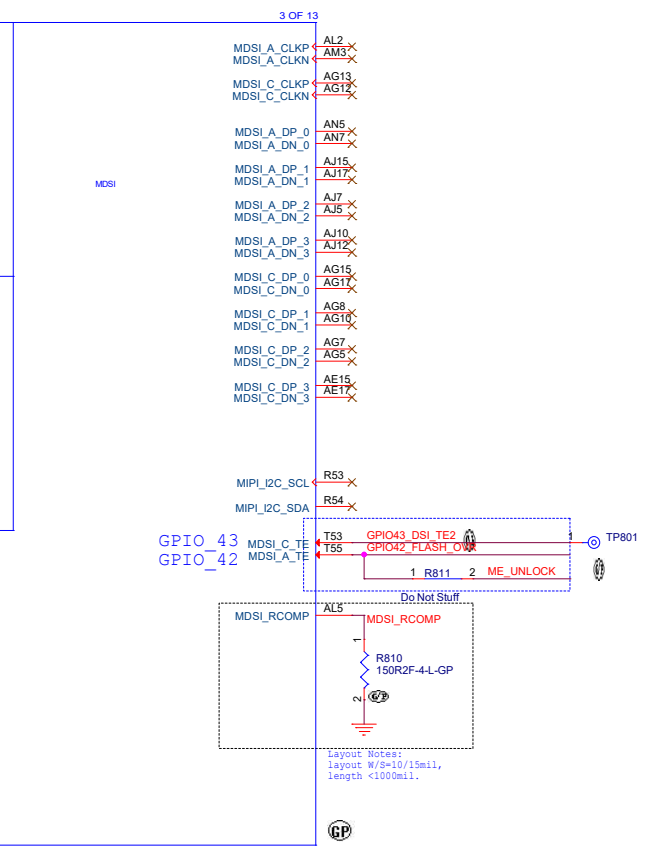 3 OF 13
MDSI_A_CLKP AL2
MDSI_A_CLKN AM3
MDSI_C_CLKP AG13
MDSI_C_CLKN AG12
MDSI_A_DP_0 AN5
MDSI_A_DN_0 AN7
MDSI_A_DP_1 AJ15
MDSI_A_DN_1 AJ17
MDSI
MDSI_A_DP_2 AJ7
MDSI_A_DN_2 AJ5
MDSI_A_DP_3 AJ10
MDSI_A_DN_3 AJ12
MDSI_C_DP_0 AG15
MDSI_C_DN_0 AG17
MDSI_C_DP_1 AG8
MDSI_C_DN_1 AG10
MDSI_C_DP_2 AG7
MDSI_C_DN_2 AG5
MDSI_C_DP_3 AE15
MDSI_C_DN_3 AE17
MIPI_I2C_SCL R53
MIPI_I2C_SDA R54
GPIO_43 MDSI_C_TE T53 GPIO43_DSI_TE2 1 TP801
GPIO_42 MDSI_A_TE T55 GPIO42_FLASH_OVR
1 R811 2 ME_UNLOCK
Do Not Stuff
MDSI_RCOMP AL5 MDSI_RCOMP
1
R810
150R2F-4-L-GP
2
Layout Notes:
layout W/S=10/15mil,
length <1000mil.
GP